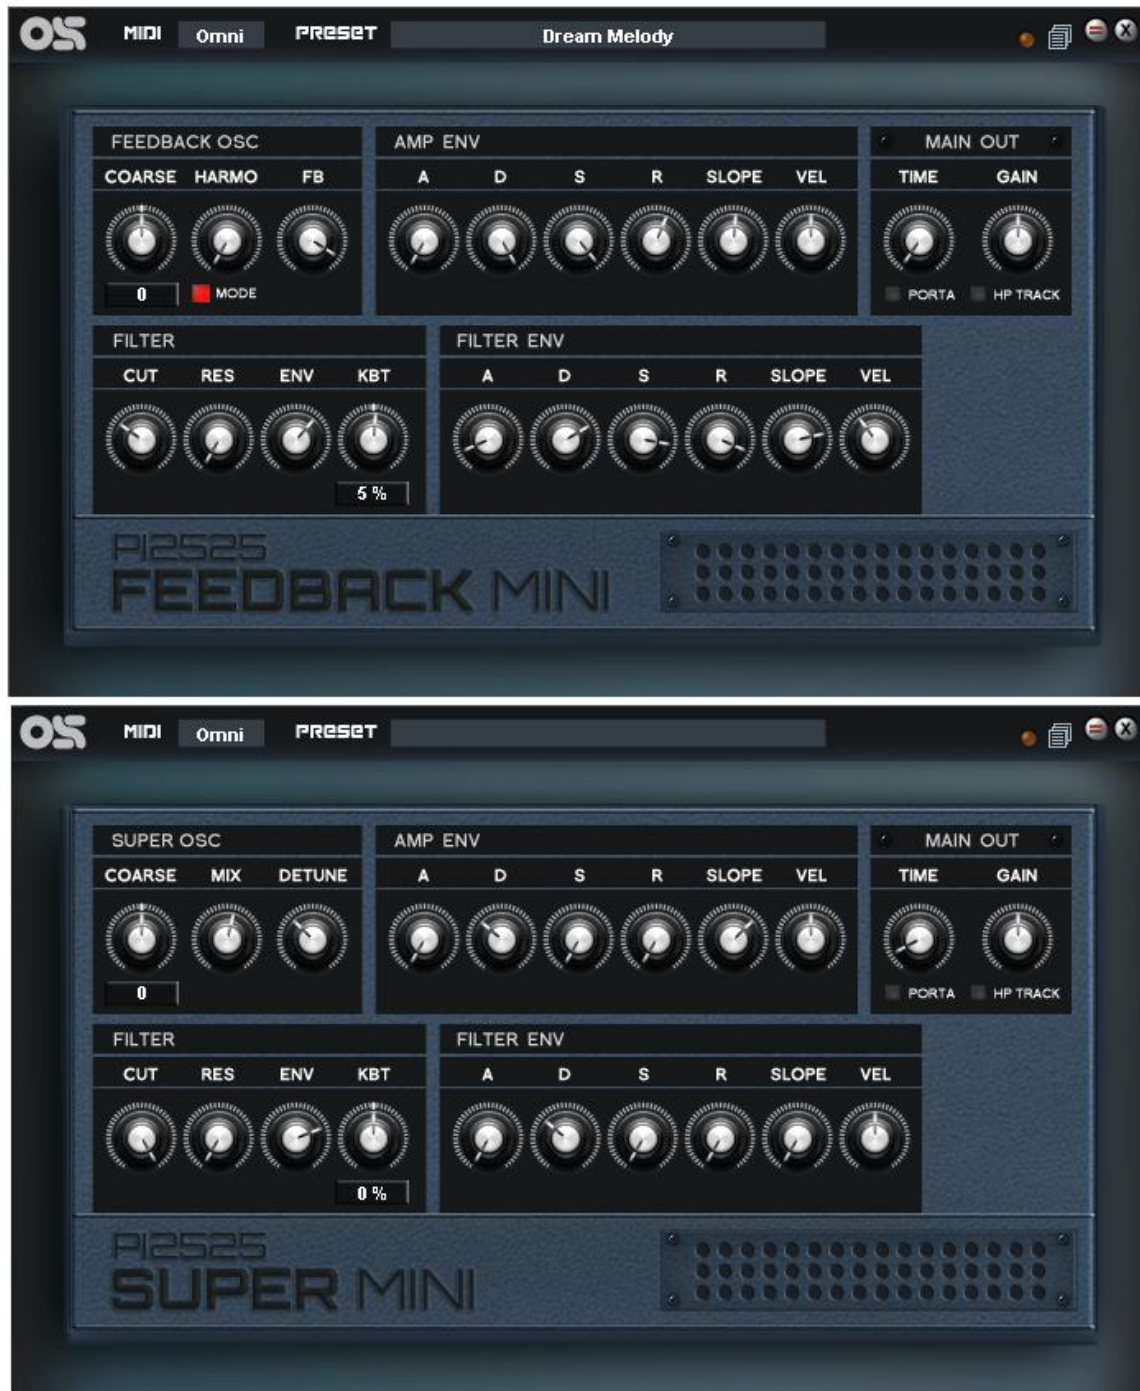 OS MIDI Omni PRESET Dream Melody
FEEDBACK OSC AMP ENV MAIN OUT
COARSE HARMO FB A D S R SLOPE VEL TIME GAIN
0 MODE PORTA HP TRACK
FILTER FILTER ENV
CUT RES ENV KBT A D S R SLOPE VEL
5 %
PI2525
FEEDBACK MINI
OS MIDI Omni PRESET
SUPER OSC AMP ENV MAIN OUT
COARSE MIX DETUNE A D S R SLOPE VEL TIME GAIN
0 PORTA HP TRACK
FILTER FILTER ENV
CUT RES ENV KBT A D S R SLOPE VEL
0 %
PI2525
SUPER MINI